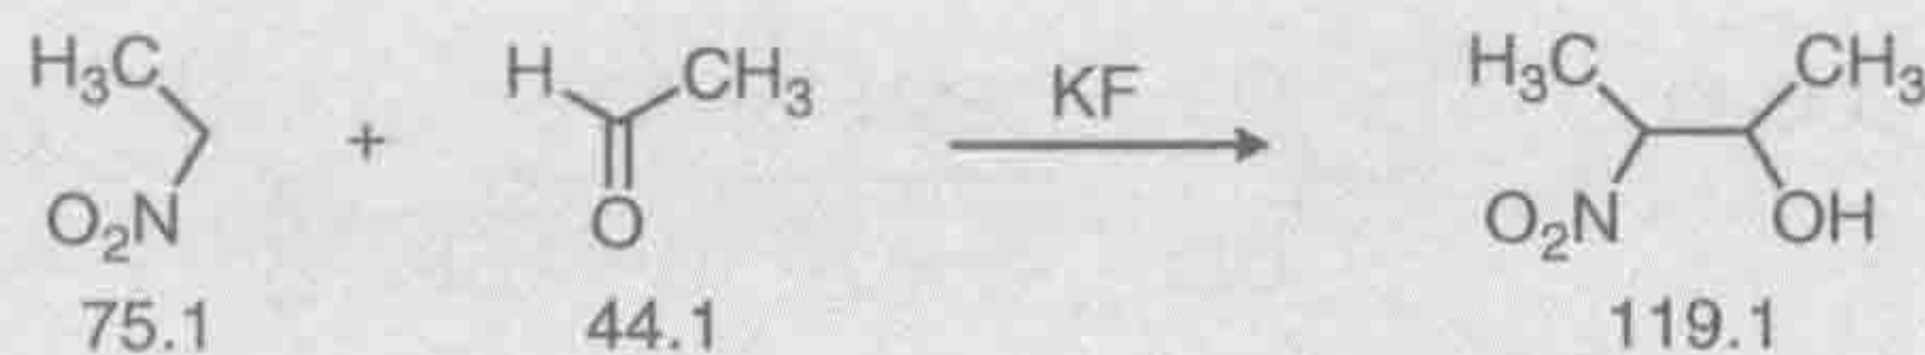 H₃C H CH₃ KF H₃C CH₃
+
O₂N O O₂N OH
75.1 44.1 119.1